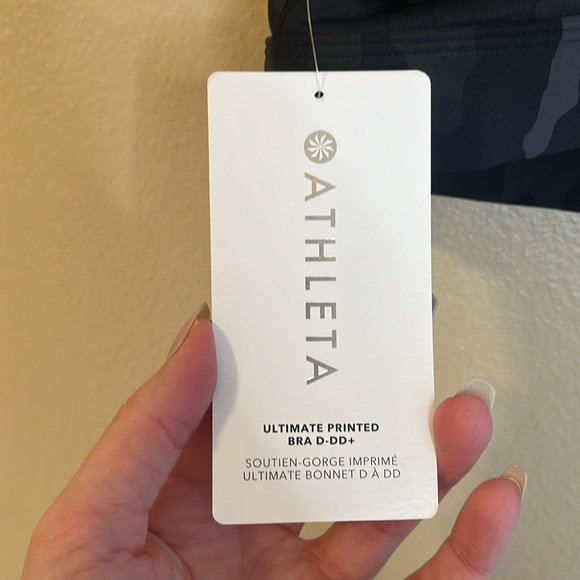 ATHLETA
ULTIMATE PRINTED
BRA D-DD+
SOUTIEN-GORGE IMPRIMÉ
ULTIMATE BONNET D À DD